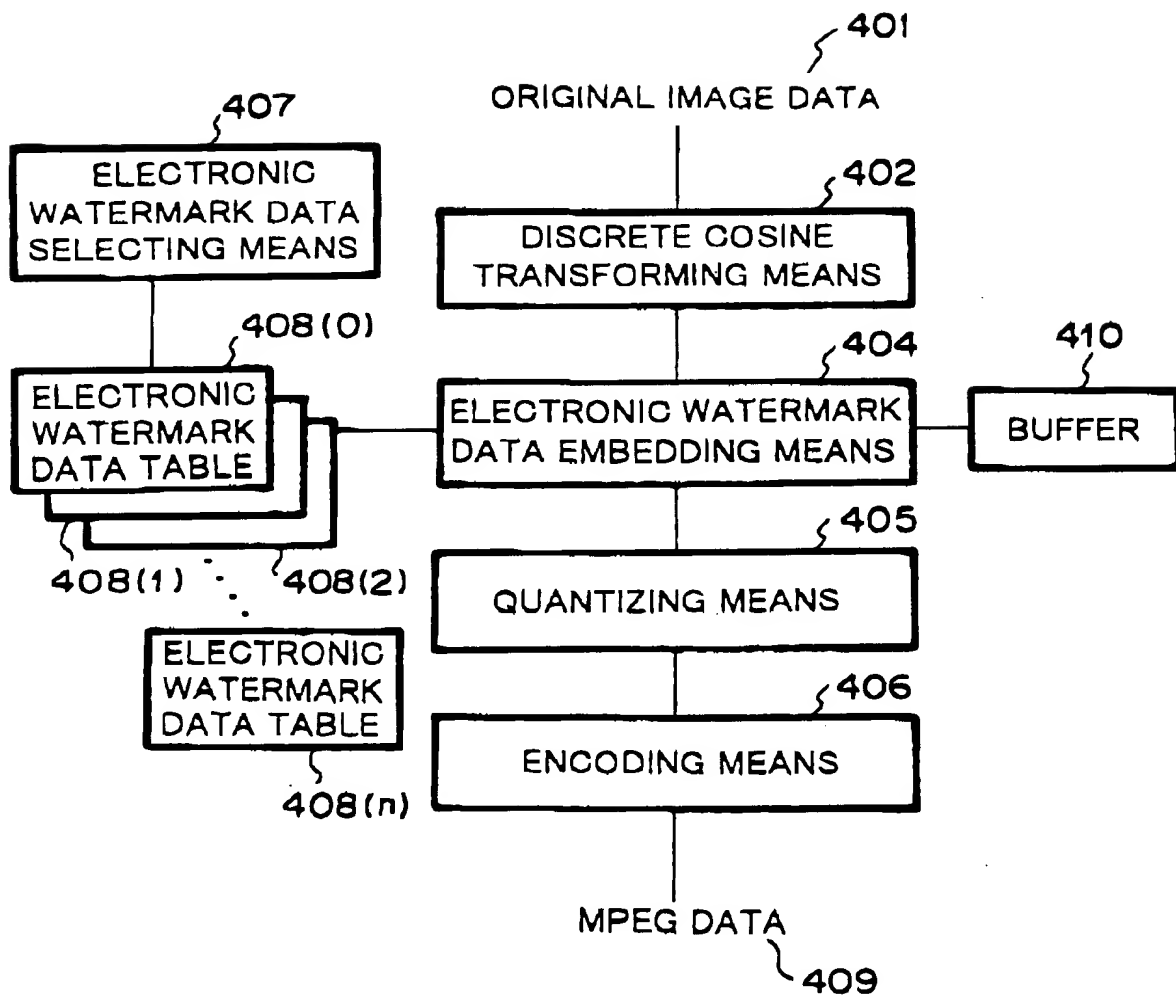 401
ORIGINAL IMAGE DATA
407
ELECTRONIC
WATERMARK DATA
SELECTING MEANS
402
DISCRETE COSINE
TRANSFORMING MEANS
408(0)
ELECTRONIC
WATERMARK
DATA TABLE
404
ELECTRONIC WATERMARK
DATA EMBEDDING MEANS
410
BUFFER
408(1)
408(2)
405
QUANTIZING MEANS
ELECTRONIC
WATERMARK
DATA TABLE
408(n)
406
ENCODING MEANS
MPEG DATA
409